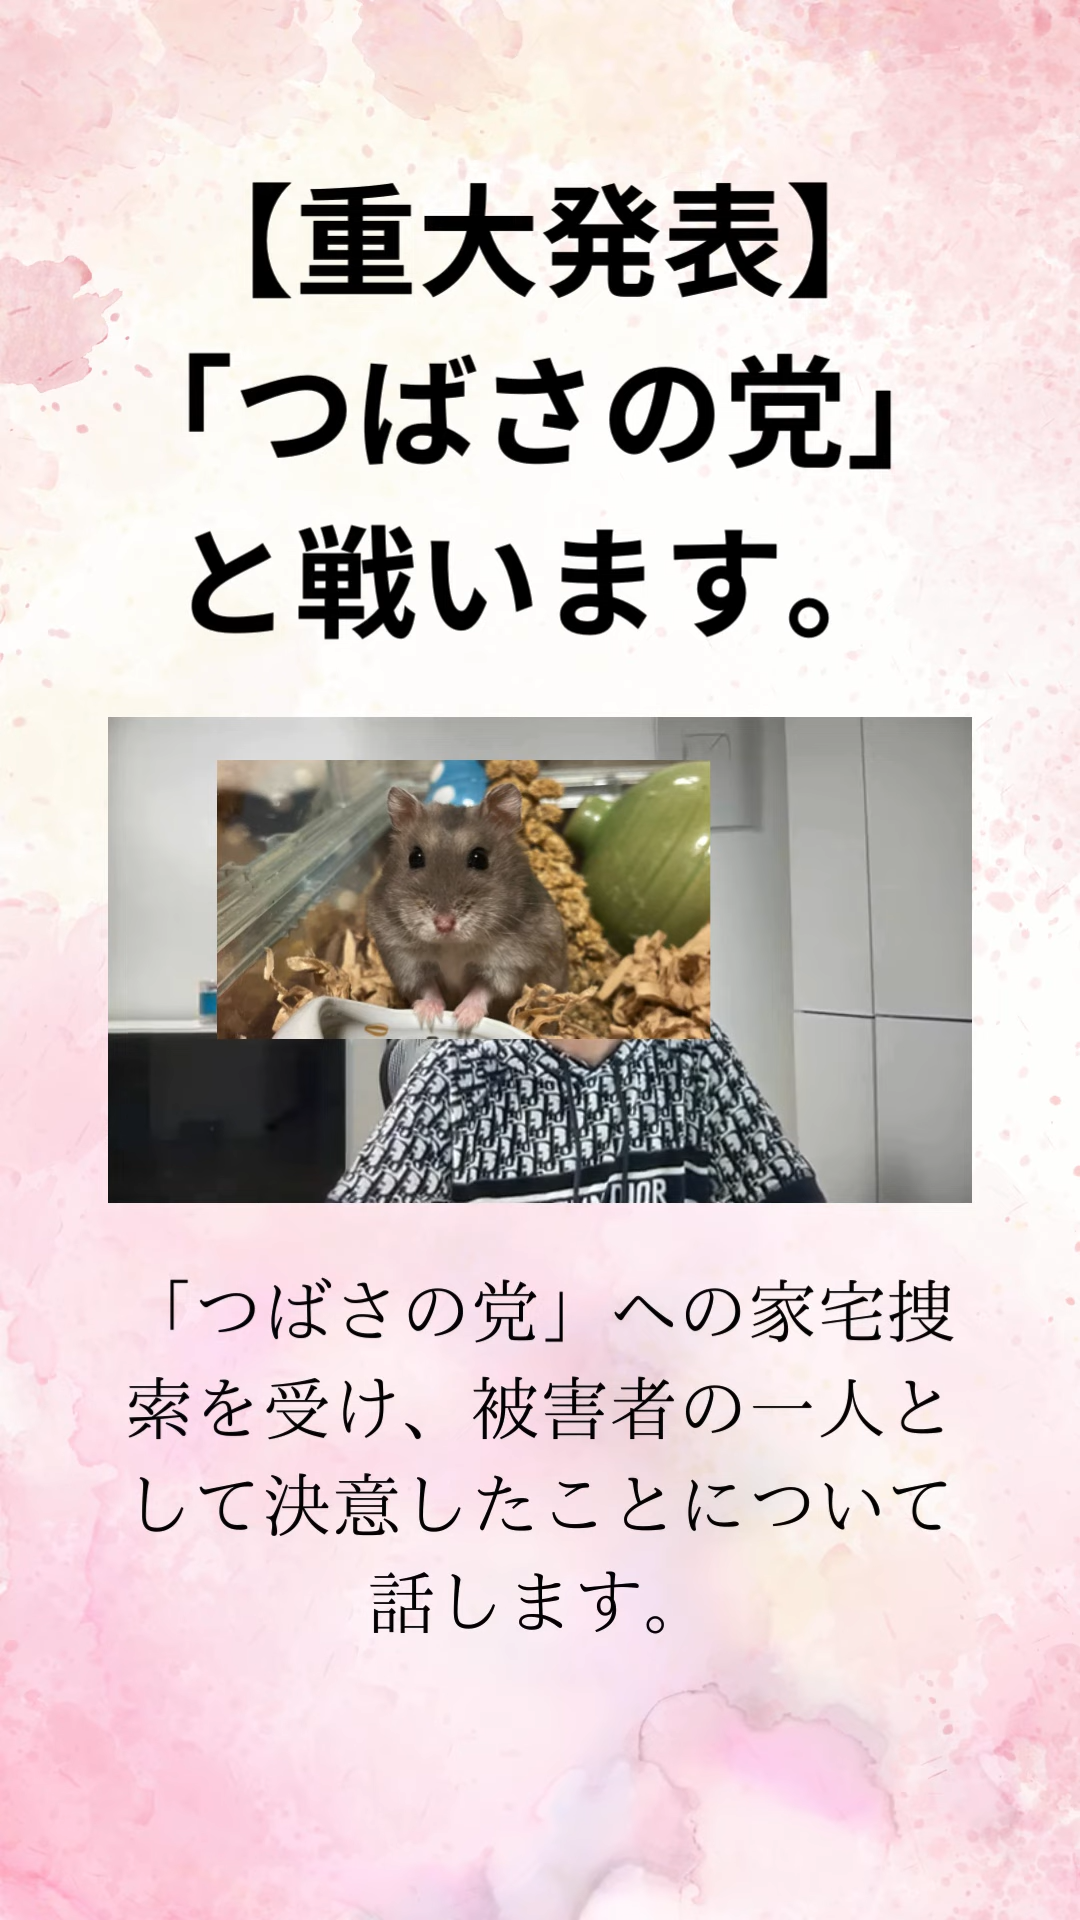 【重大発表】
「つばさの党」
と戦います。
DIOR
「つばさの党」への家宅捜
索を受け、被害者の一人と
して決意したことについて
話します。